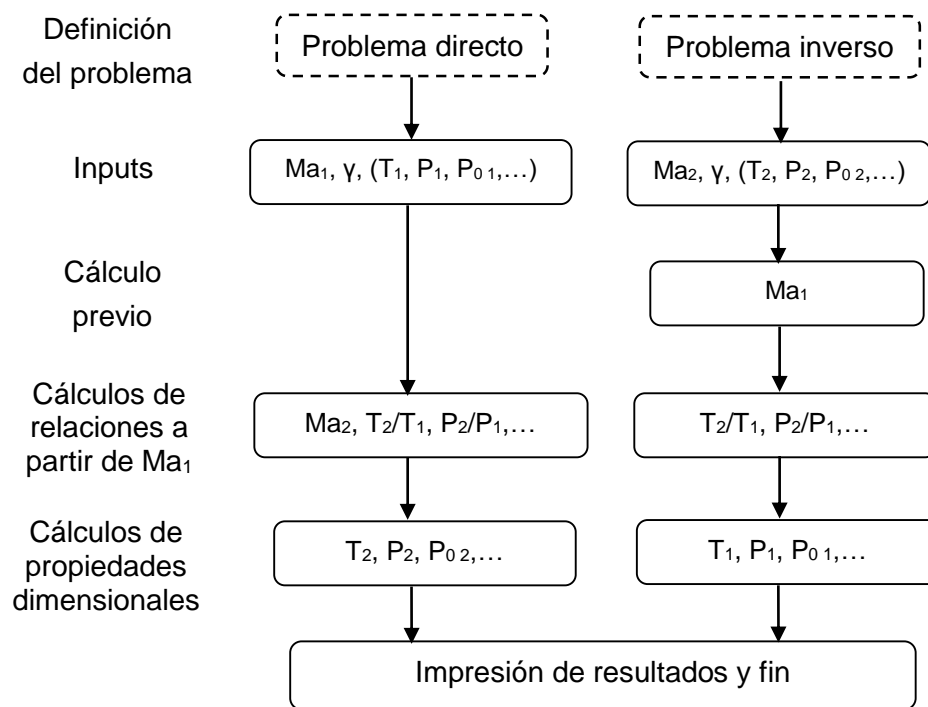 Definición
del problema
Problema directo
Problema inverso
Inputs
Ma₁, γ, (T₁, P₁, P₀ ₁,…)
Ma₂, γ, (T₂, P₂, P₀ ₂,…)
Cálculo
previo
Ma₁
Cálculos de
relaciones a
partir de Ma₁
Ma₂, T₂/T₁, P₂/P₁,…
T₂/T₁, P₂/P₁,…
Cálculos de
propiedades
dimensionales
T₂, P₂, P₀ ₂,…
T₁, P₁, P₀ ₁,…
Impresión de resultados y fin